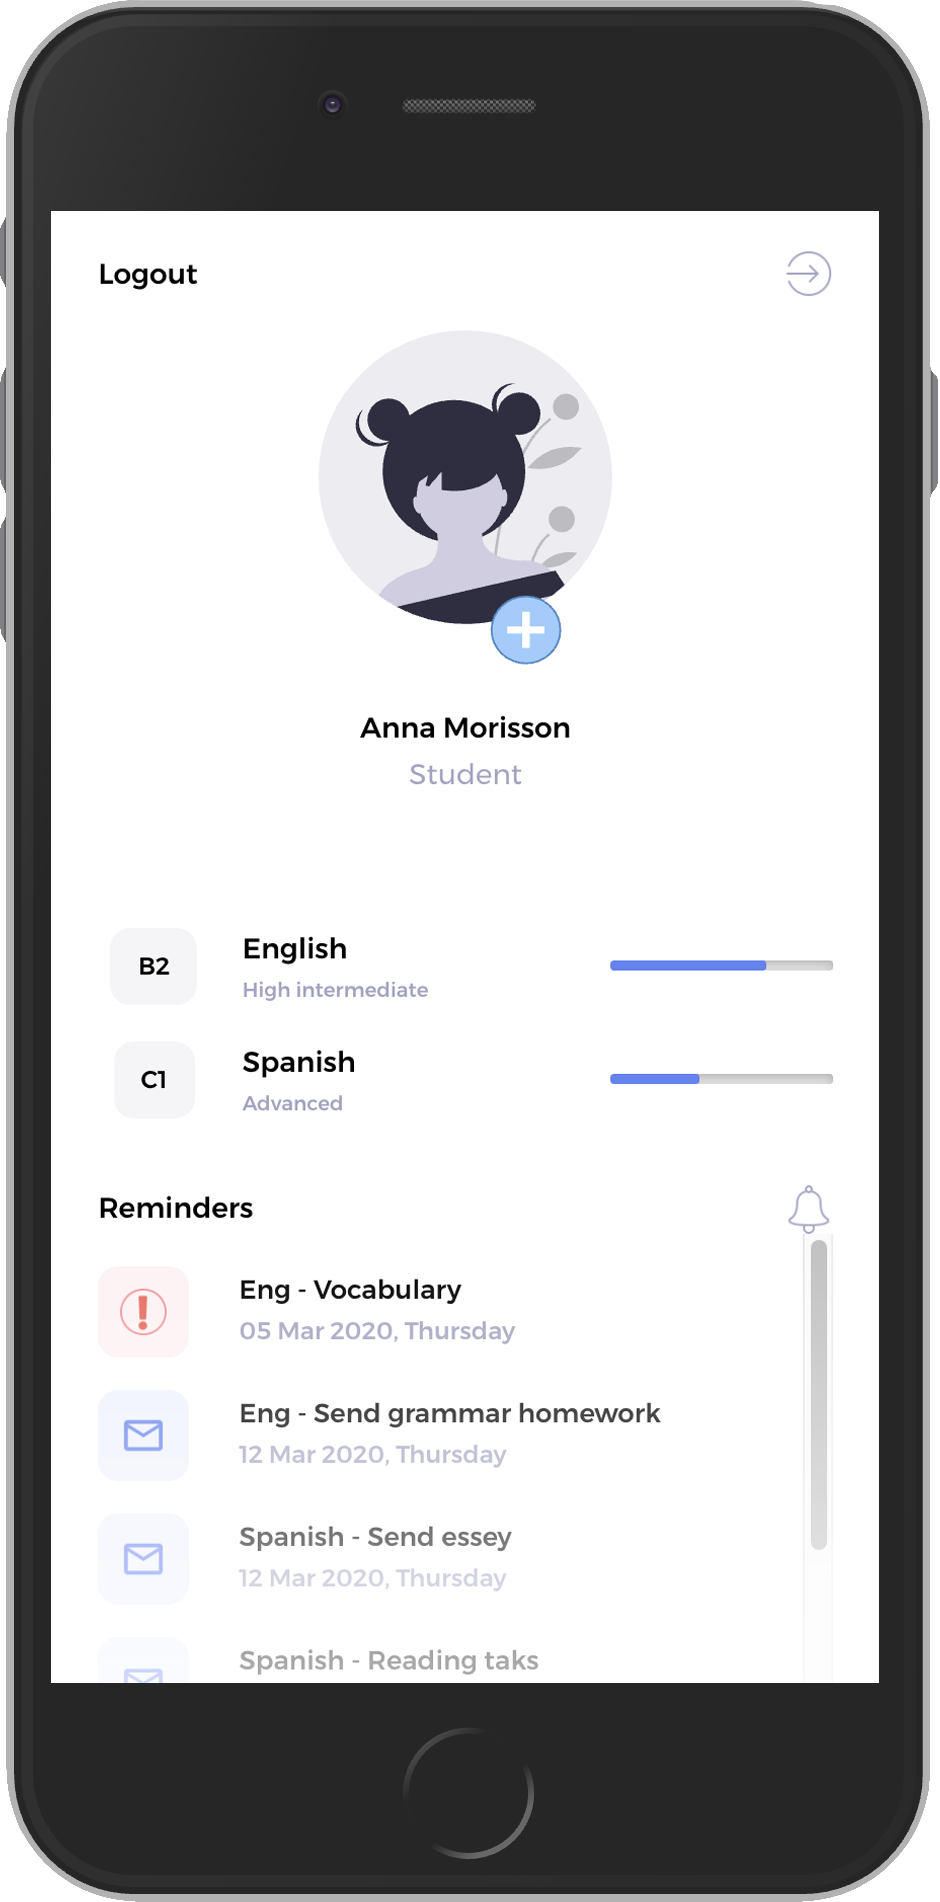 Logout
Anna Morisson
Student
B2
English
High intermediate
C1
Spanish
Advanced
Reminders
Eng - Vocabulary
05 Mar 2020, Thursday
Eng - Send grammar homework
12 Mar 2020, Thursday
Spanish - Send essey
12 Mar 2020, Thursday
Spanish - Reading taks